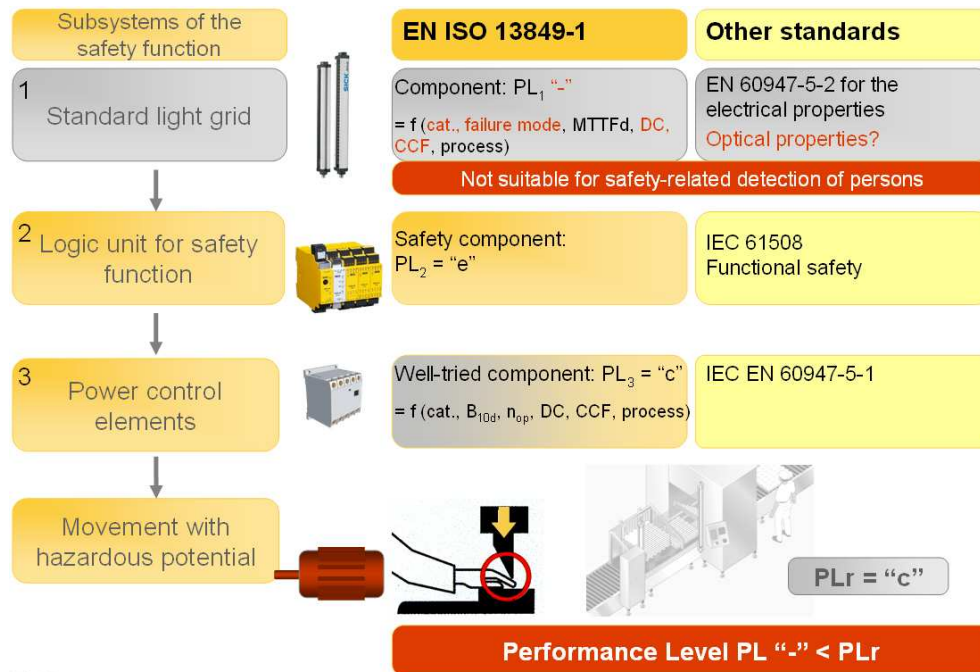 Subsystems of the
safety function
EN ISO 13849-1
Other standards
1
Standard light grid
SICK
Component: PL₁ “-”
= f (cat., failure mode, MTTFd, DC,
CCF, process)
EN 60947-5-2 for the
electrical properties
Optical properties?
Not suitable for safety-related detection of persons
2
Logic unit for safety
function
Safety component:
PL₂ = “e”
IEC 61508
Functional safety
3
Power control
elements
Well-tried component: PL₃ = “c”
= f (cat., B₁₀d, nₒₚ, DC, CCF, process)
IEC EN 60947-5-1
Movement with
hazardous potential
PLr = “c”
Performance Level PL “-” < PLr